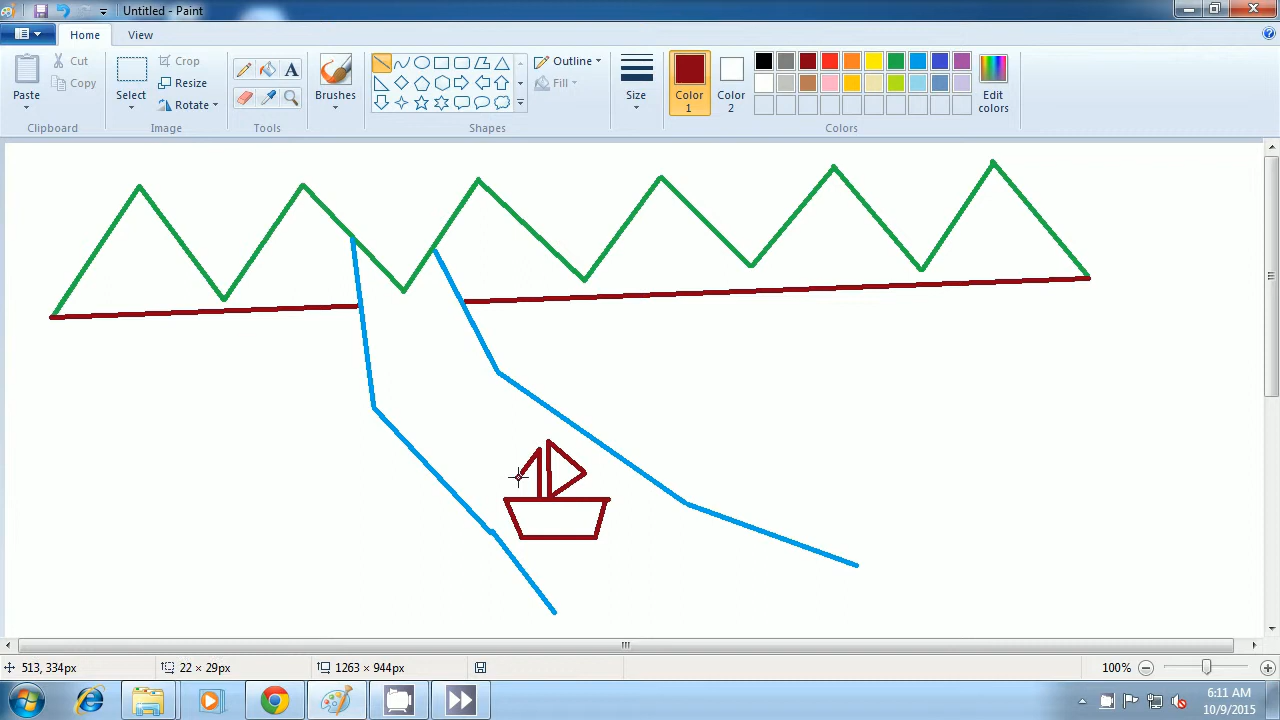 Untitled - Paint
Home View
Paste
Cut
Copy
Clipboard
Select
Crop
Resize
Rotate
Image
A
Tools
Brushes
Outline
Fill
Shapes
Size
Color 1
Color 2
Edit colors
Colors
513, 334px
22 × 29px
1263 × 944px
100%
6:11 AM
10/9/2015